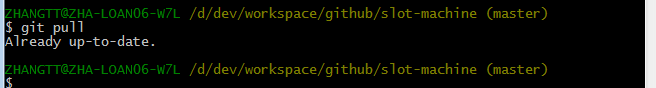 ZHANGTT@ZHA-LOAN06-W7L /d/dev/workspace/github/slot-machine (master)
$ git pull
Already up-to-date.
ZHANGTT@ZHA-LOAN06-W7L /d/dev/workspace/github/slot-machine (master)
$